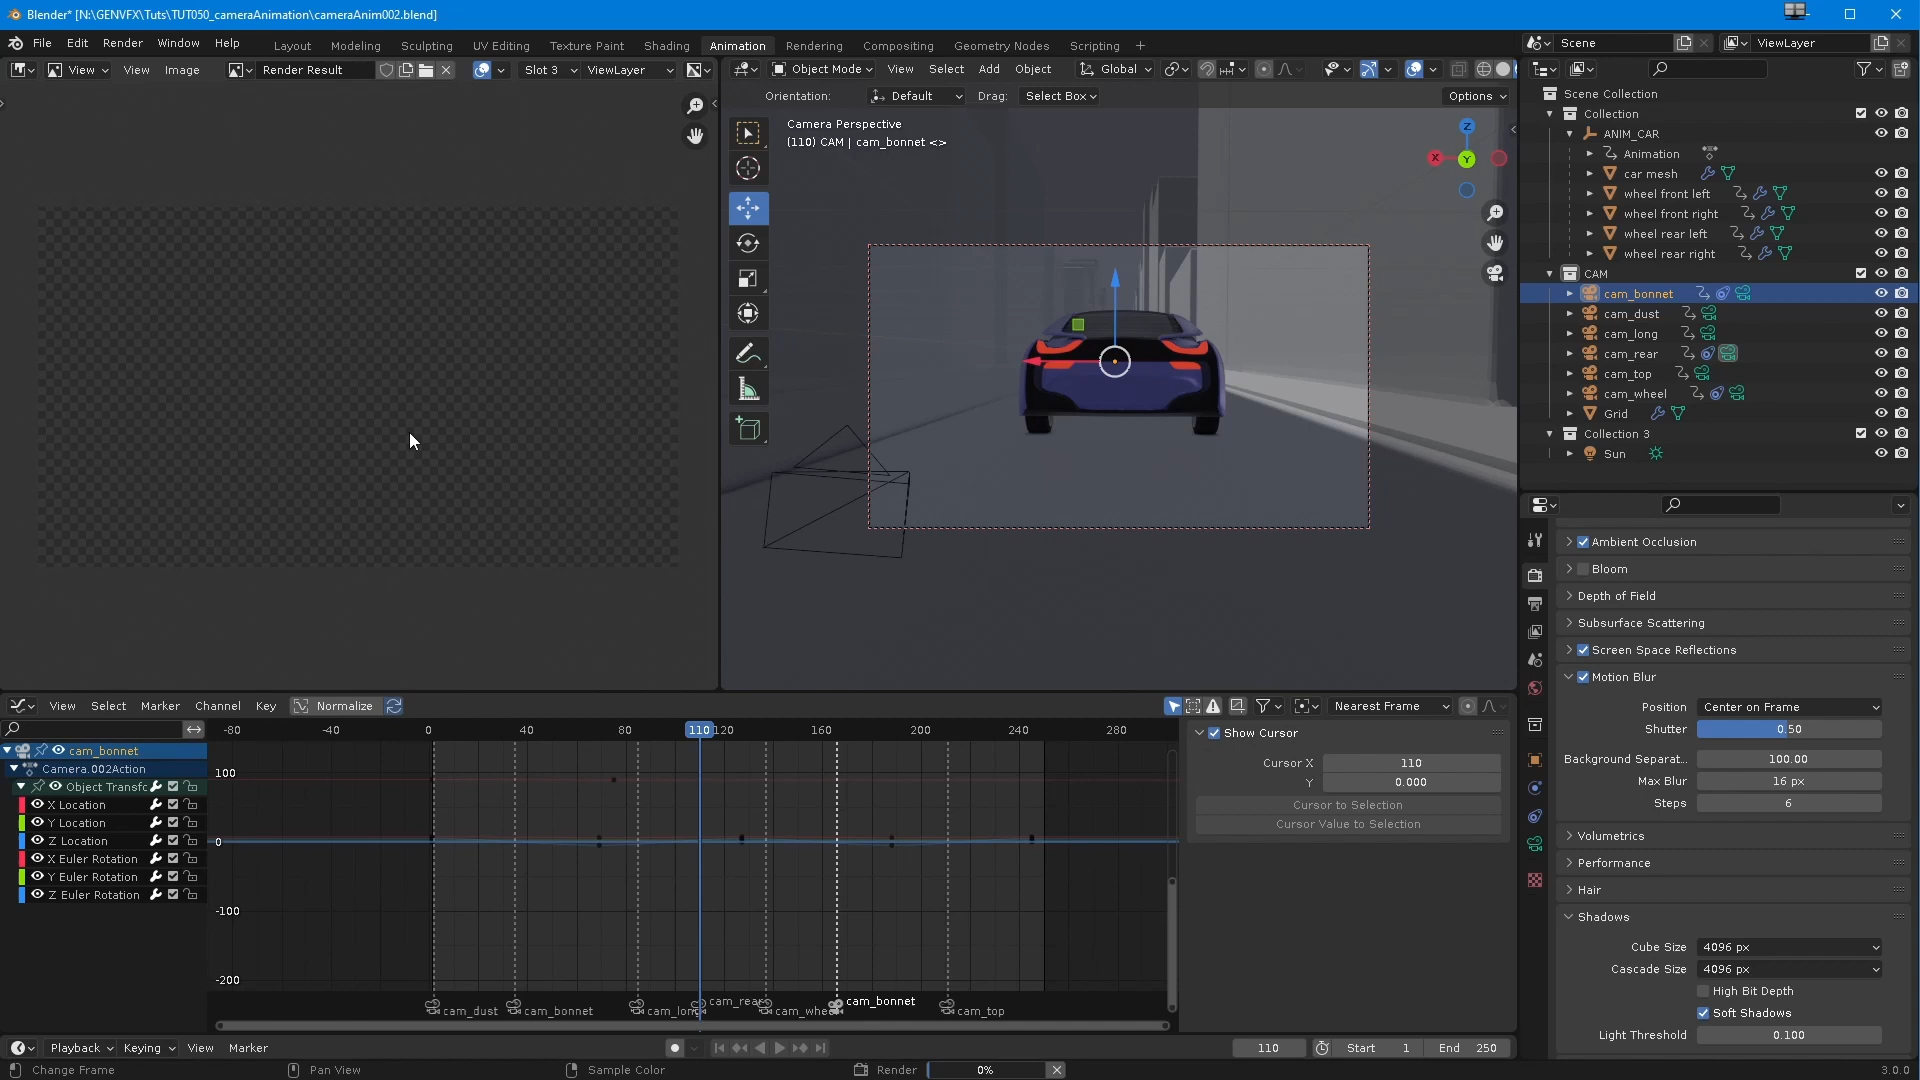 Blender* [N:\GENVFX\Tuts\TUT050_cameraAnimation\cameraAnim002.blend]
File Edit Render Window Help Layout Modeling Sculpting UV Editing Texture Paint Shading Animation Rendering Compositing Geometry Nodes Scripting + Scene ViewLayer
View View Image Render Result Slot 3 ViewLayer Object Mode View Select Add Object Global
Orientation: Default Drag: Select Box Options
Camera Perspective
(110) CAM | cam_bonnet <>
Z
X
Y
Scene Collection
Collection
ANIM_CAR
Animation
car mesh
wheel front left
wheel front right
wheel rear left
wheel rear right
CAM
cam_bonnet
cam_dust
cam_long
cam_rear
cam_top
cam_wheel
Grid
Collection 3
Sun
Ambient Occlusion
Bloom
Depth of Field
Subsurface Scattering
Screen Space Reflections
Motion Blur
Position Center on Frame
Shutter 0.50
Background Separat... 100.00
Max Blur 16 px
Steps 6
Volumetrics
Performance
Hair
Shadows
Cube Size 4096 px
Cascade Size 4096 px
High Bit Depth
Soft Shadows
Light Threshold 0.100
View Select Marker Channel Key Normalize Nearest Frame
-80 -40 0 40 80 110 120 160 200 240 280
cam_bonnet
Camera.002Action
Object Transfc
X Location
Y Location
Z Location
X Euler Rotation
Y Euler Rotation
Z Euler Rotation
100
0
-100
-200
cam_dust cam_bonnet cam_long cam_rear cam_wheel cam_bonnet cam_top
Show Cursor
Cursor X 110
Y 0.000
Cursor to Selection
Cursor Value to Selection
Playback Keying View Marker 110 Start 1 End 250
Change Frame Pan View Sample Color Render 0% 3.0.0